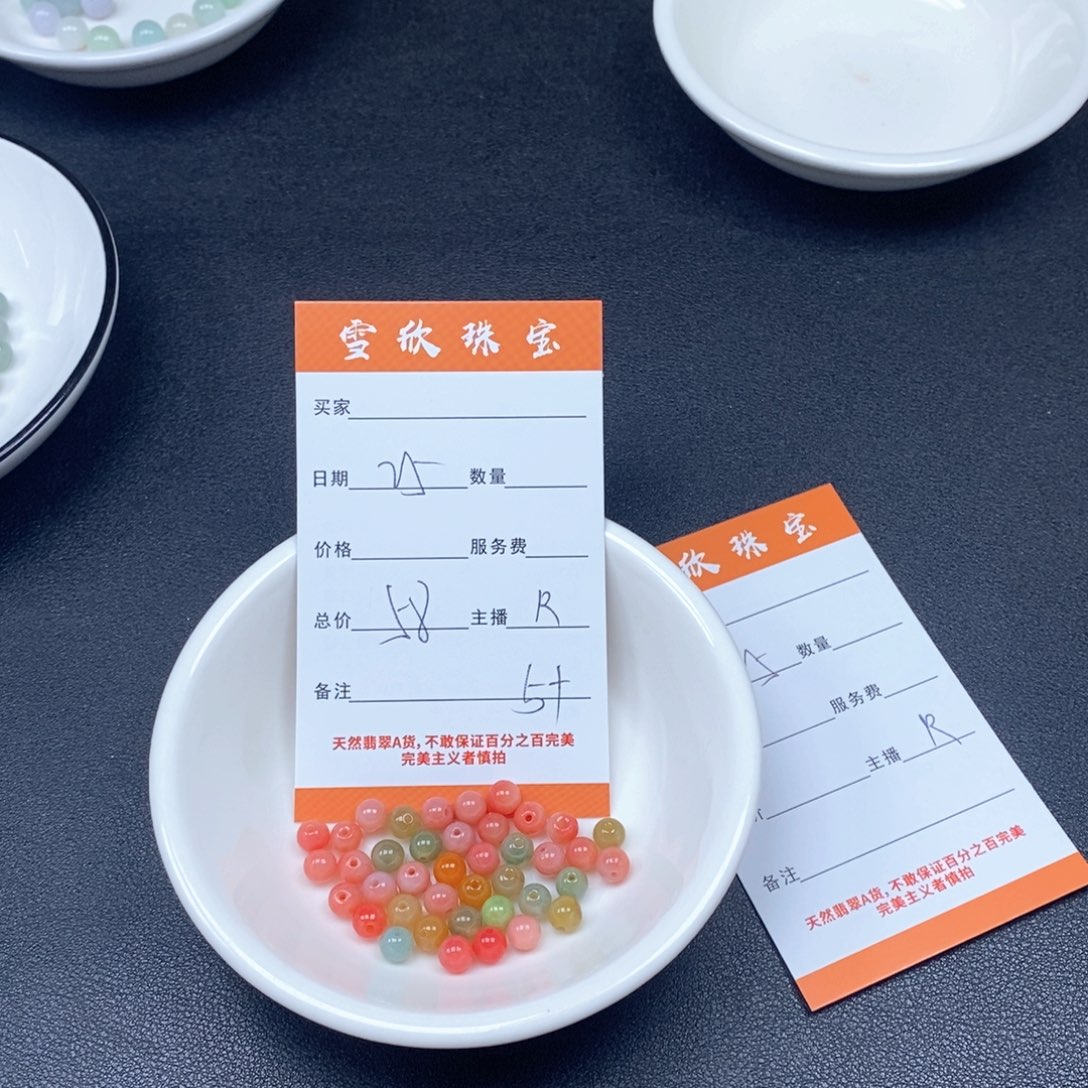 雪欣珠宝
买家
日期 25 数量
价格 服务费
总价 58 主播 R
备注
天然翡翠A货,不敢保证百分之百完美
完美主义者慎拍
欣珠宝
数量
服务费
主播 R
备注
天然翡翠A货,不敢保证百分之百完美
完美主义者慎拍